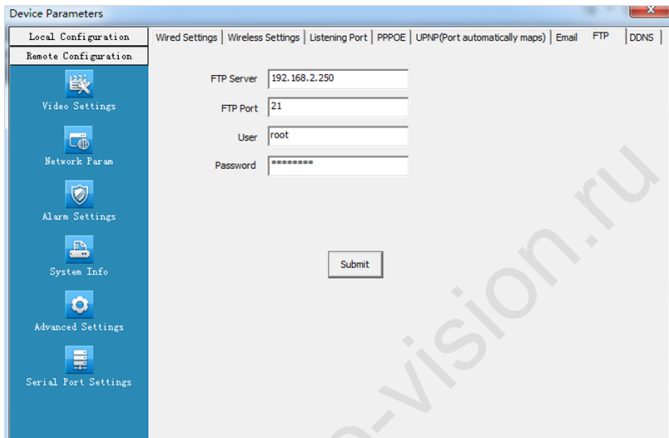 Device Parameters
Local Configuration
Remote Configuration
Video Settings
Network Param
Alarm Settings
System Info
Advanced Settings
Serial Port Settings
Wired Settings Wireless Settings Listening Port PPPOE UPNP(Port automatically maps) Email FTP DDNS
FTP Server 192.168.2.250
FTP Port 21
User root
Password ********
Submit
o-vision.ru